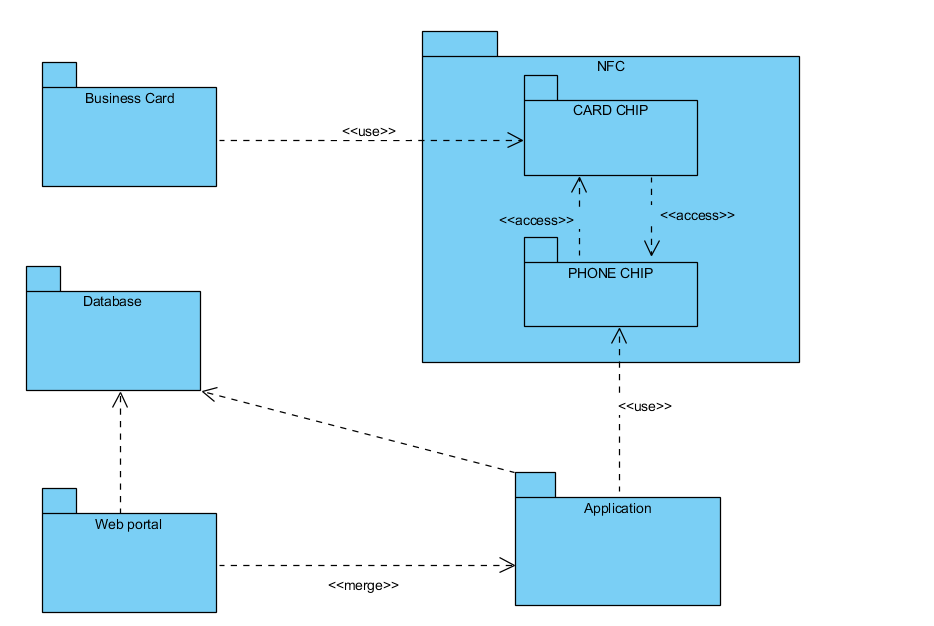 NFC
Business Card
CARD CHIP
<<use>>
<<access>>
<<access>>
PHONE CHIP
Database
<<use>>
Application
Web portal
<<merge>>